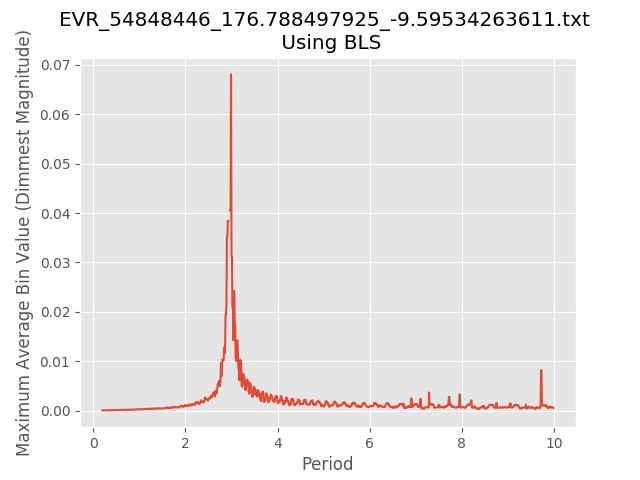 EVR_54848446_176.788497925_-9.59534263611.txt
Using BLS
Maximum Average Bin Value (Dimmest Magnitude)
0.07
0.06
0.05
0.04
0.03
0.02
0.01
0.00
0 2 4 6 8 10
Period